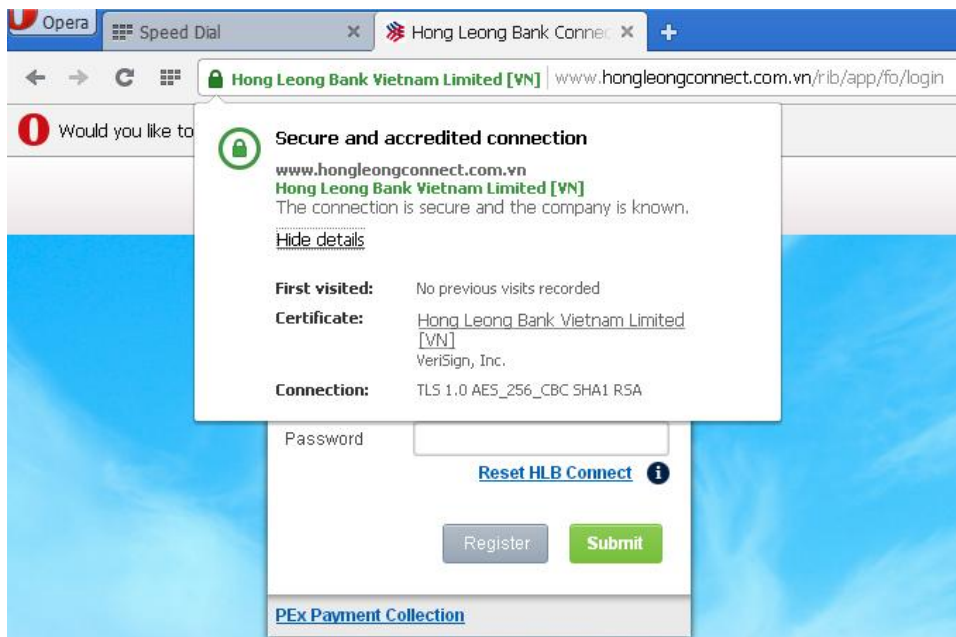 Opera
Speed Dial
Hong Leong Bank Connec
Hong Leong Bank Vietnam Limited [VN] www.hongleongconnect.com.vn/rib/app/fo/login
Would you like to
Secure and accredited connection
www.hongleongconnect.com.vn
Hong Leong Bank Vietnam Limited [VN]
The connection is secure and the company is known.
Hide details
First visited: No previous visits recorded
Certificate: Hong Leong Bank Vietnam Limited
[VN]
VeriSign, Inc.
Connection: TLS 1.0 AES_256_CBC SHA1 RSA
Password
Reset HLB Connect i
Register Submit
PEx Payment Collection